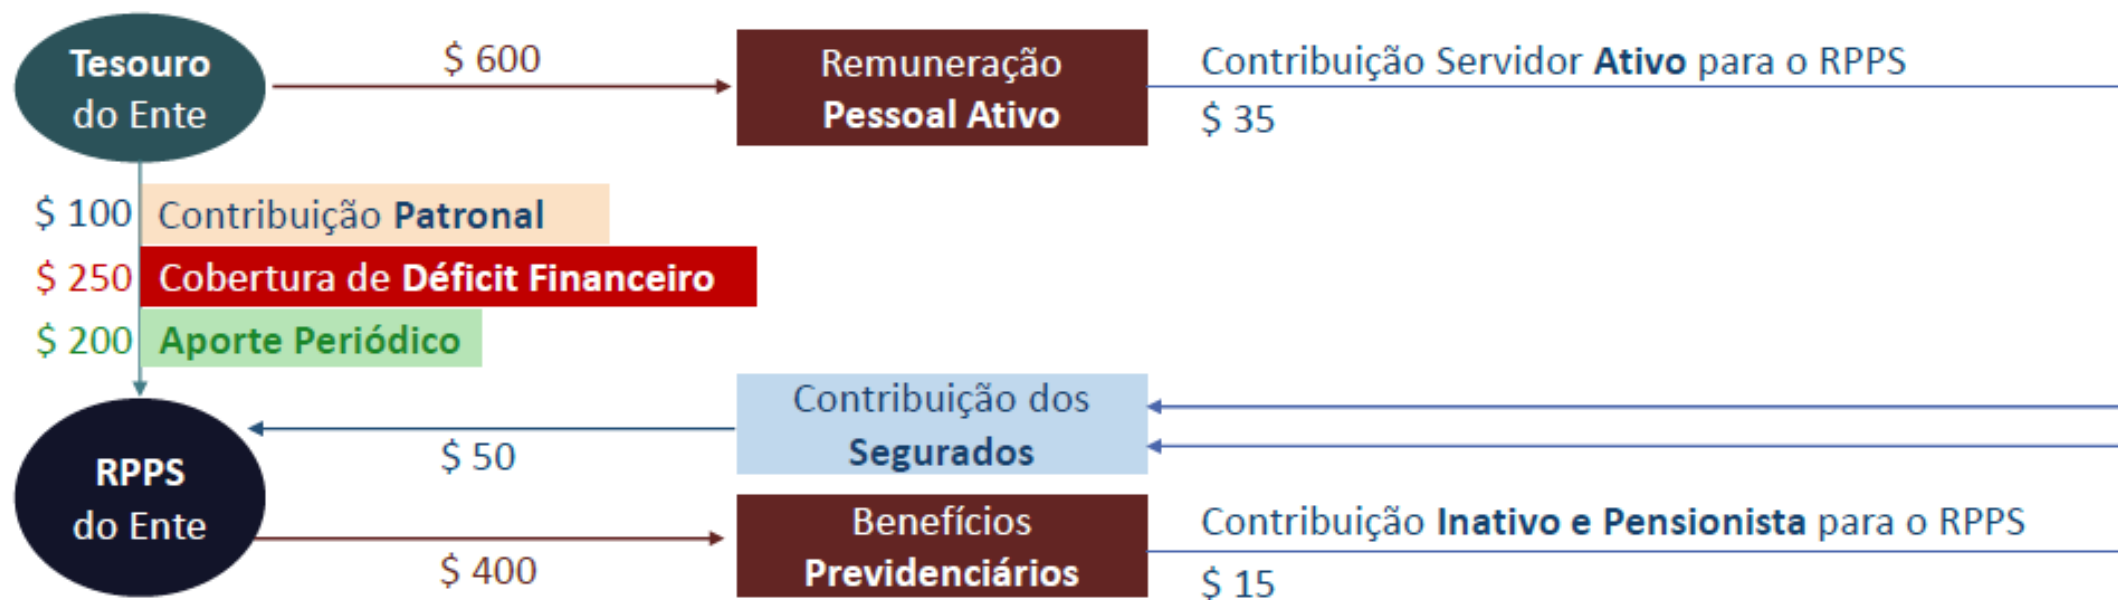 Tesouro
do Ente
$ 600
Remuneração
Pessoal Ativo
Contribuição Servidor Ativo para o RPPS
$ 35
$ 100 Contribuição Patronal
$ 250 Cobertura de Déficit Financeiro
$ 200 Aporte Periódico
Contribuição dos
Segurados
$ 50
RPPS
do Ente
$ 400
Benefícios
Previdenciários
Contribuição Inativo e Pensionista para o RPPS
$ 15